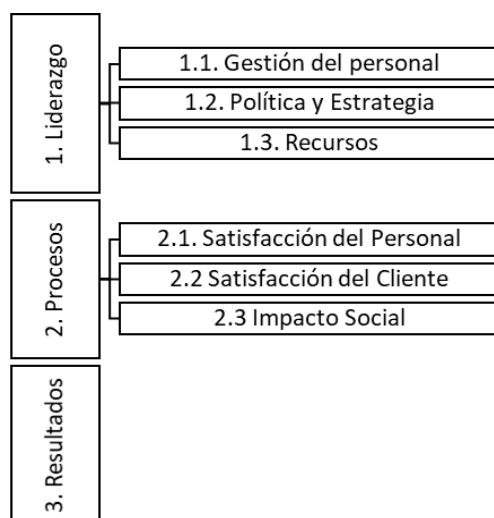 1. Liderazgo
1.1. Gestión del personal
1.2. Política y Estrategia
1.3. Recursos
2. Procesos
2.1. Satisfacción del Personal
2.2 Satisfacción del Cliente
2.3 Impacto Social
3. Resultados